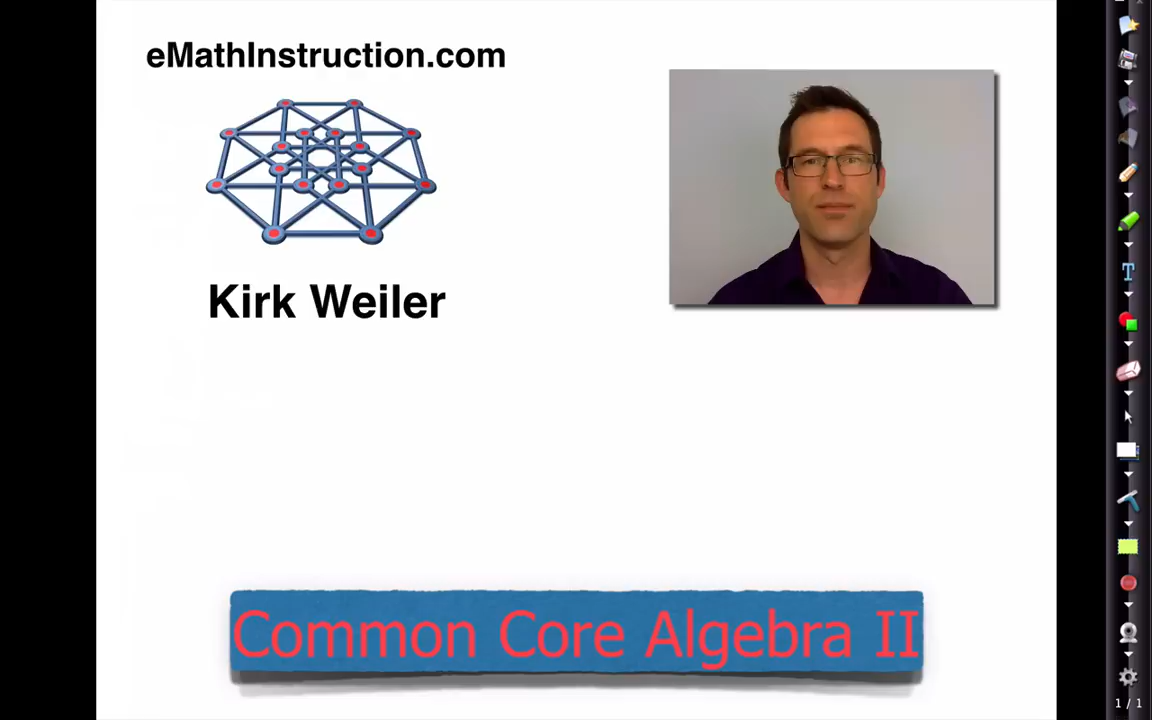 eMathInstruction.com
Kirk Weiler
Common Core Algebra II
T
1 / 1